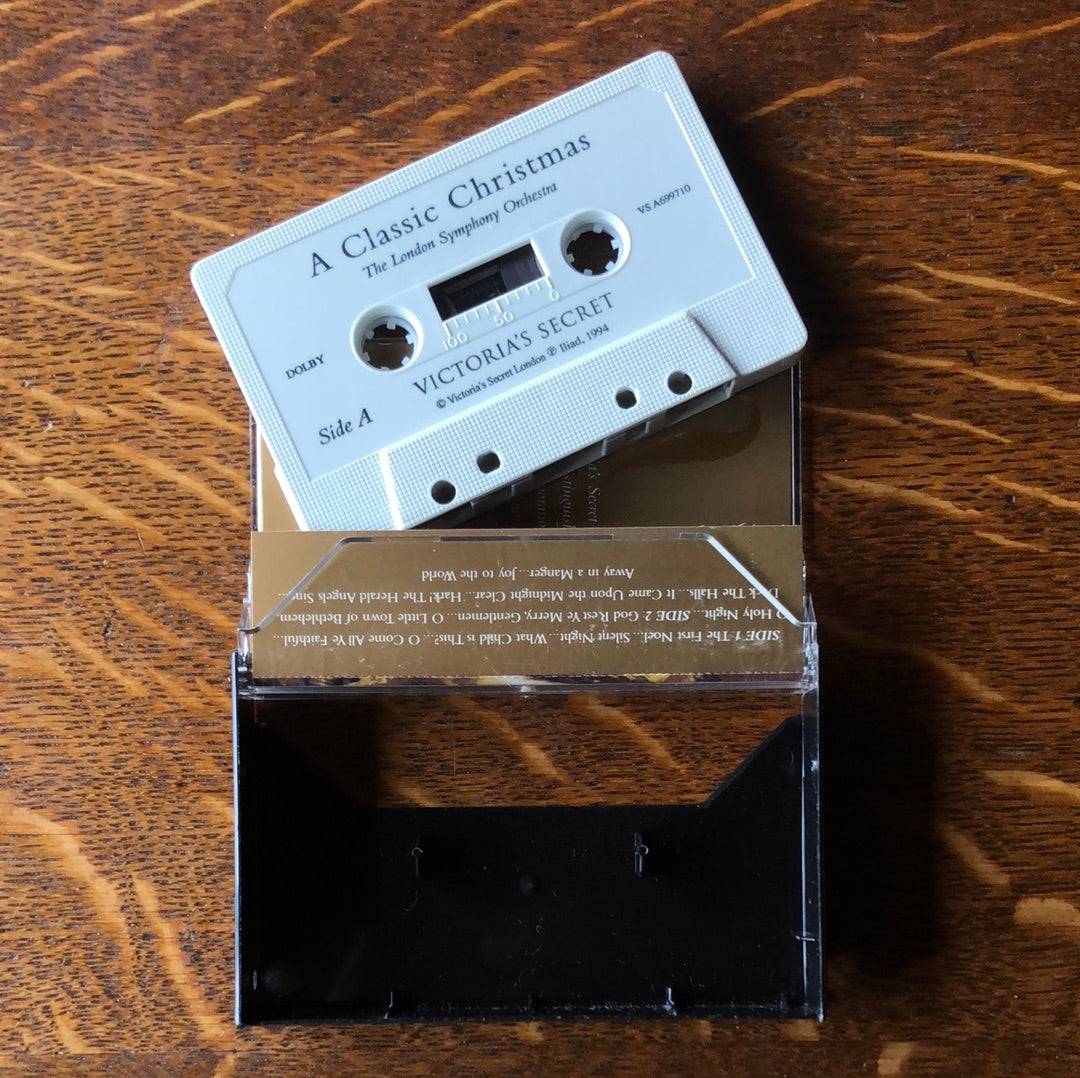 A Classic Christmas
The London Symphony Orchestra
VS A699710
100 50 0
DOLBY
VICTORIA'S SECRET
© Victoria's Secret London ℗ Iliad, 1994
Side A
SIDE 1 The First Noel... Silent Night... What Child is This?... O Come All Ye Faithful...
O Holy Night... SIDE 2 God Rest Ye Merry, Gentlemen.... O Little Town of Bethlehem,
Deck The Halls... It Came Upon the Midnight Clear... Hark! The Herald Angels Sing...
Away in a Manger... Joy to the World
Secret